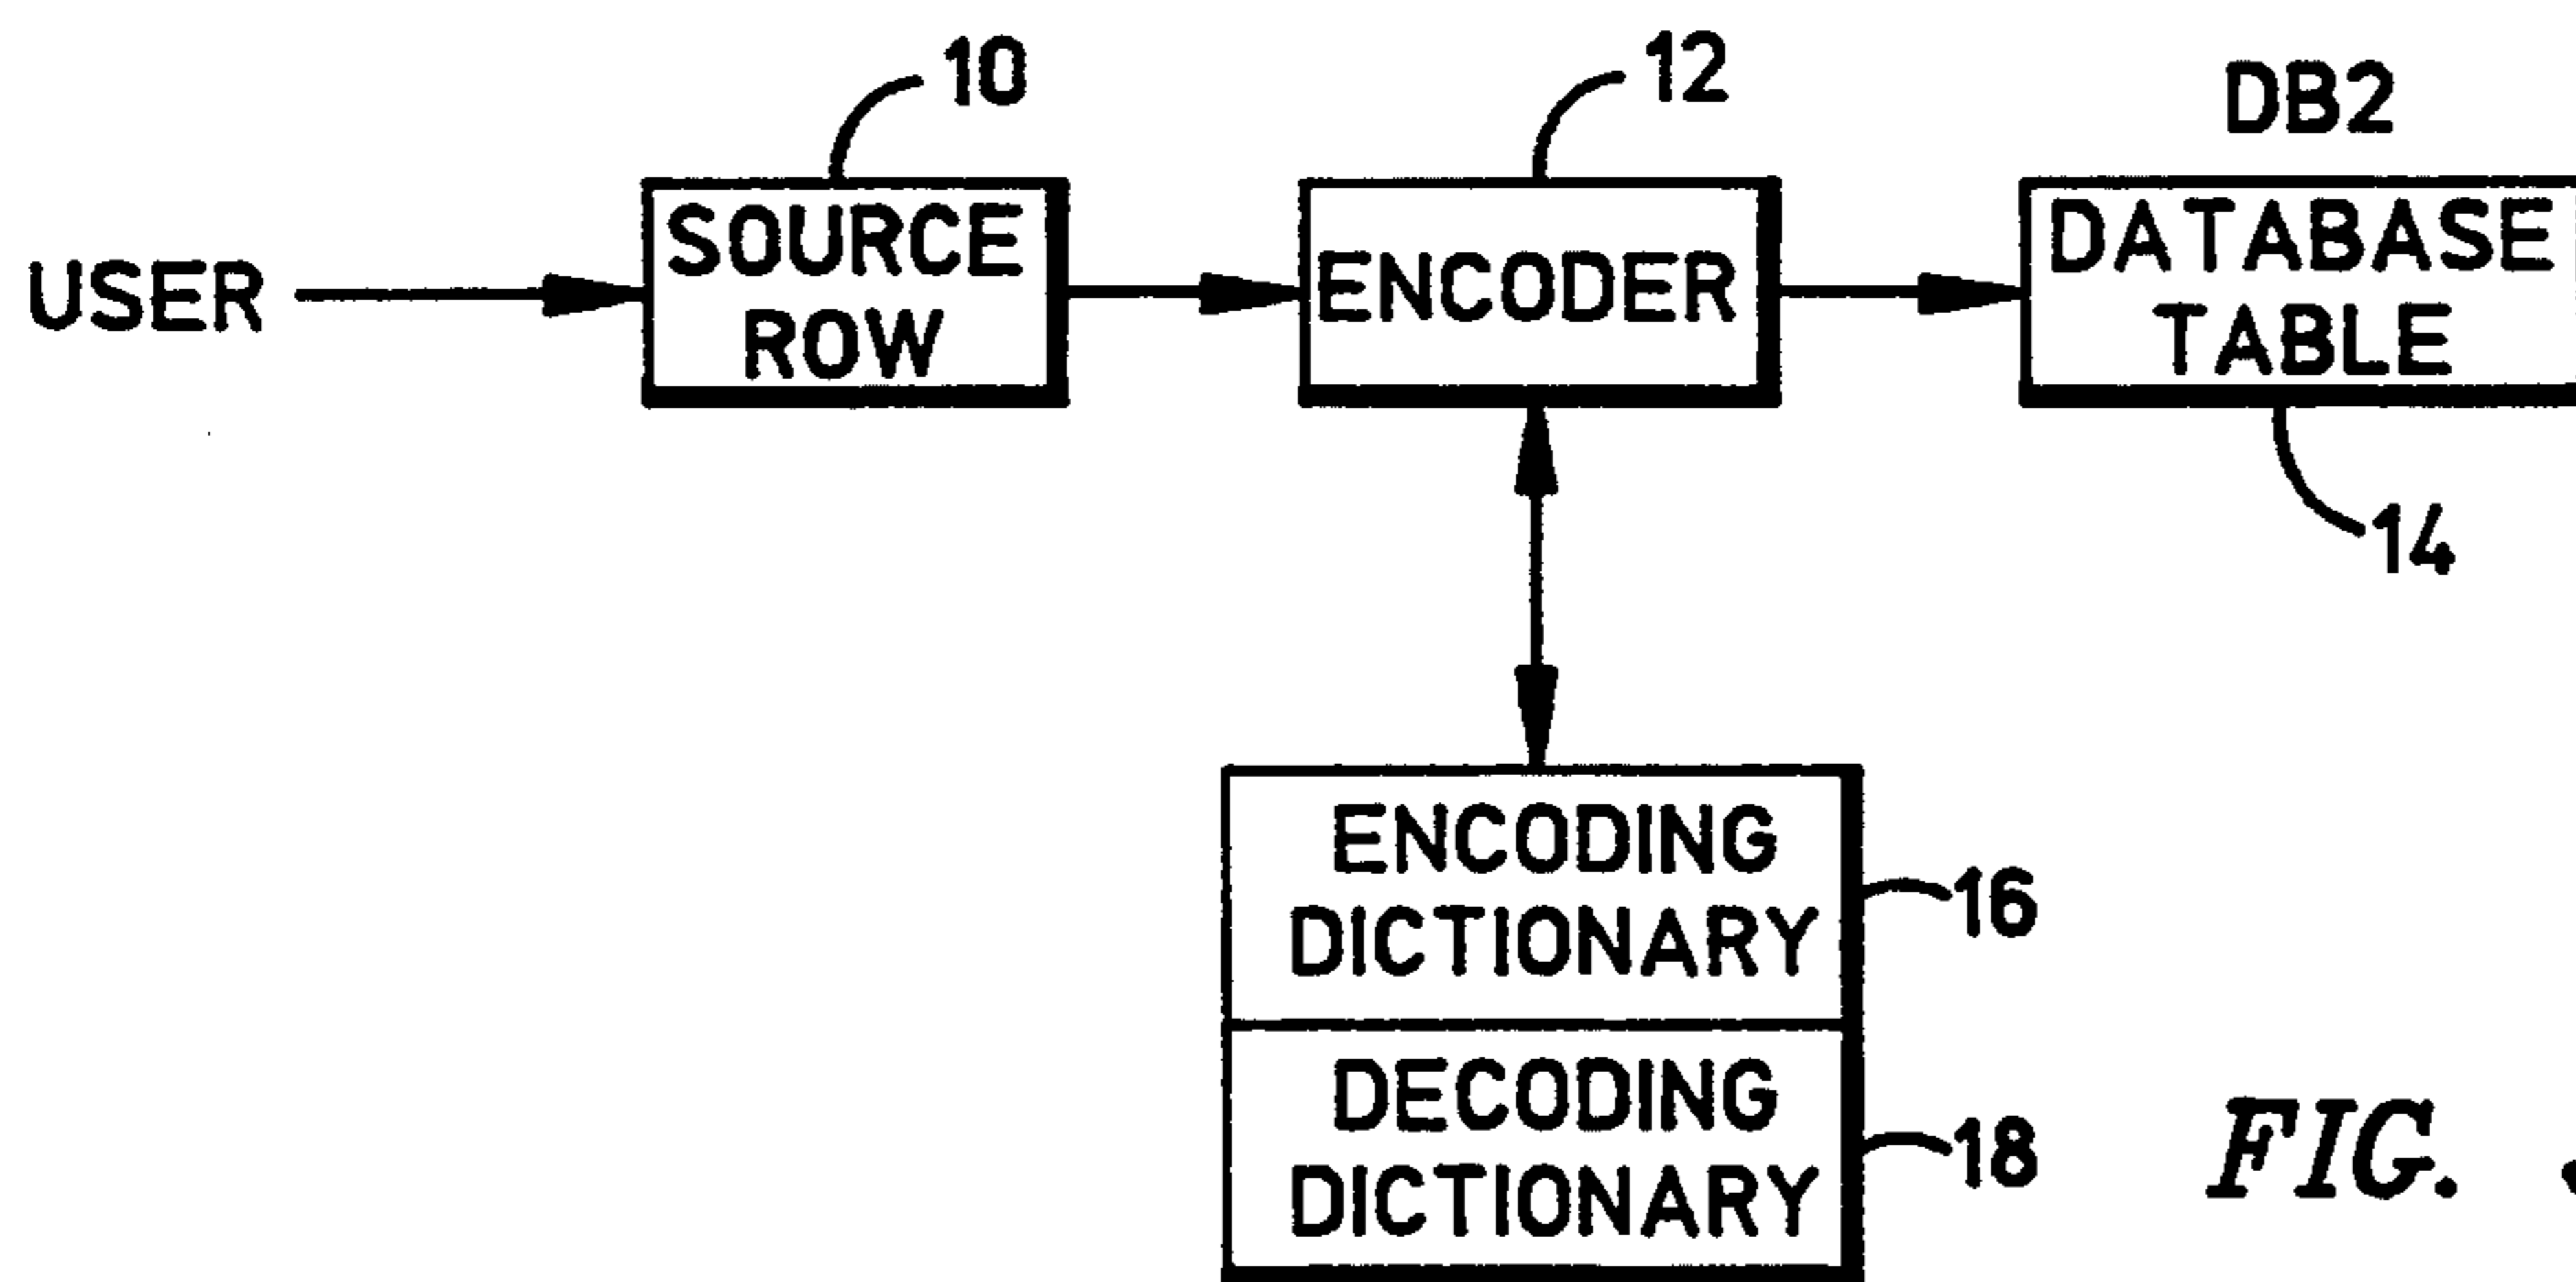 10
12
DB2
USER
SOURCE
ROW
ENCODER
DATABASE
TABLE
14
ENCODING
DICTIONARY
16
DECODING
DICTIONARY
18
FIG.